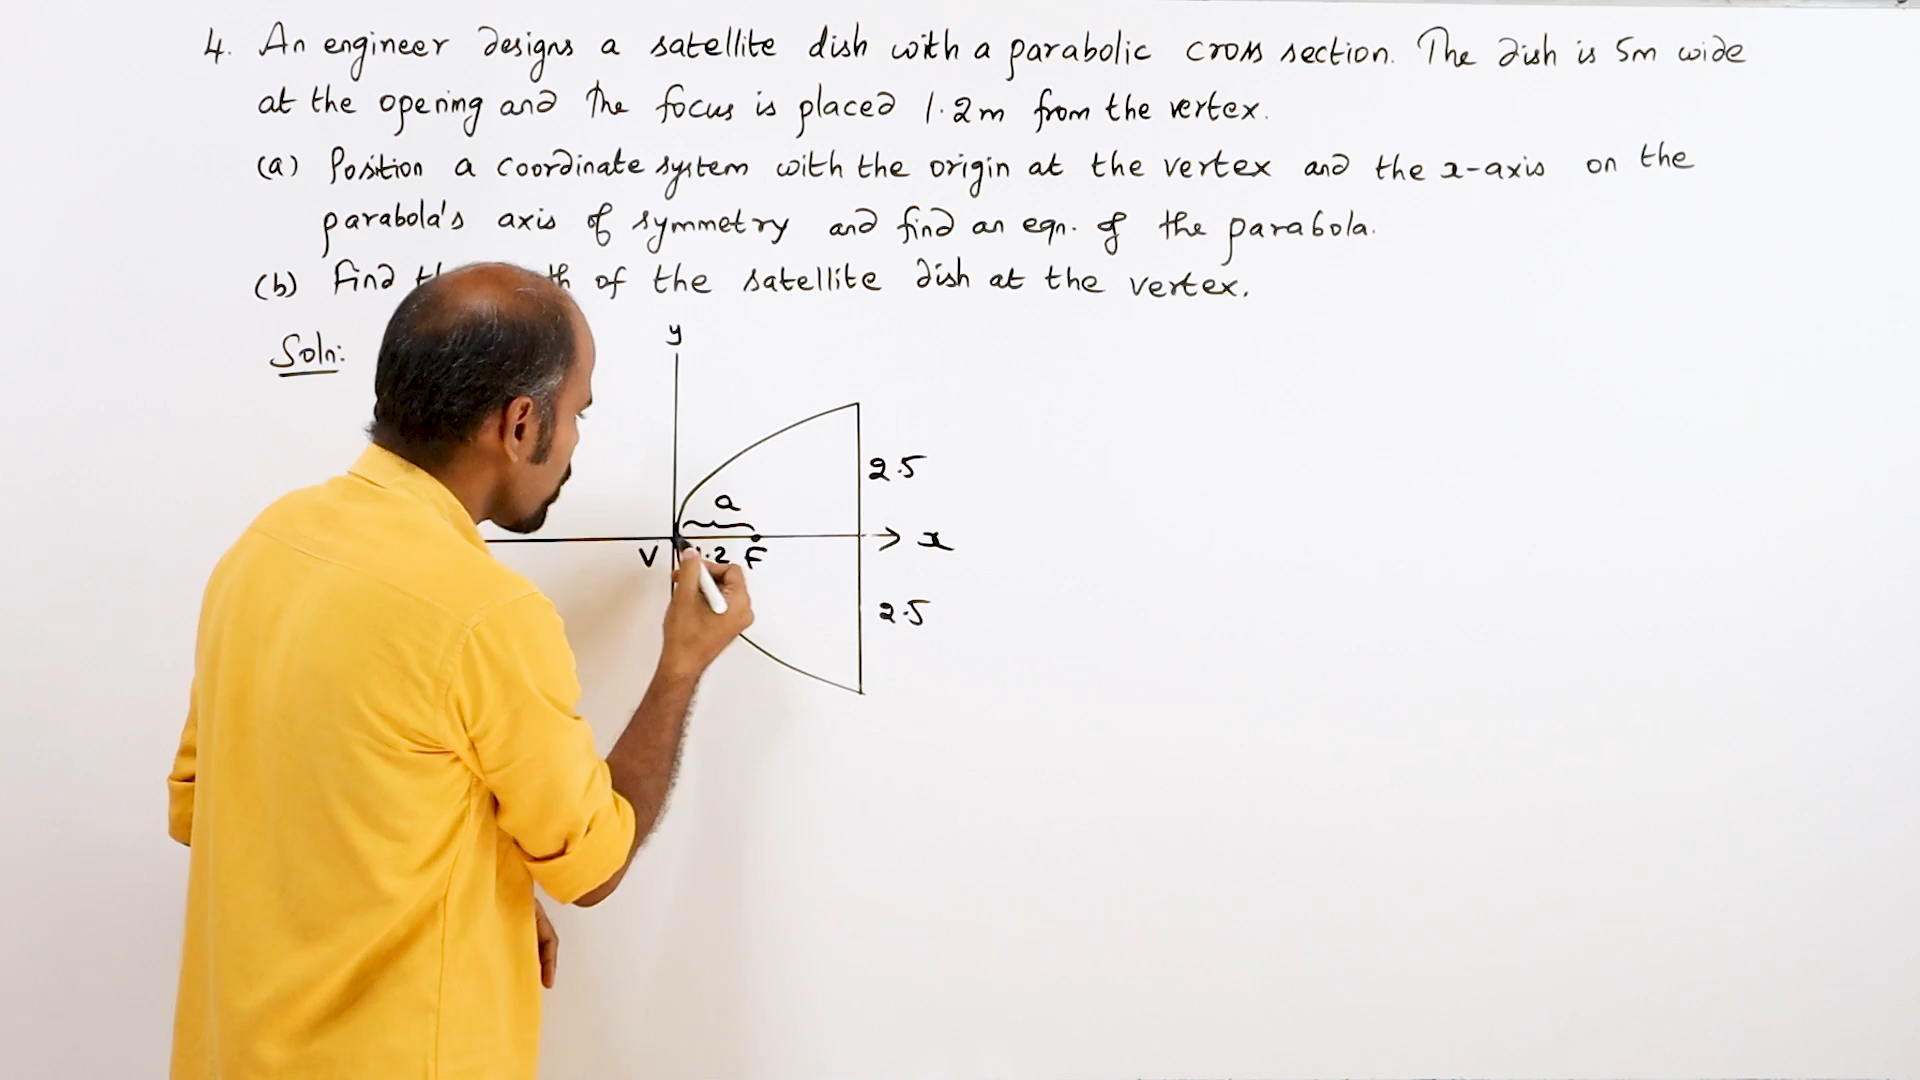 4. An engineer designs a satellite dish with a parabolic cross section. The dish is 5m wide
at the opening and the focus is placed 1.2m from the vertex.
(a) Position a coordinate system with the origin at the vertex and the x-axis on the
parabola's axis of symmetry and find an eqn. of the parabola.
(b) Find of the satellite dish at the vertex.
Soln:
y
2.5
a
x
V F
2.5